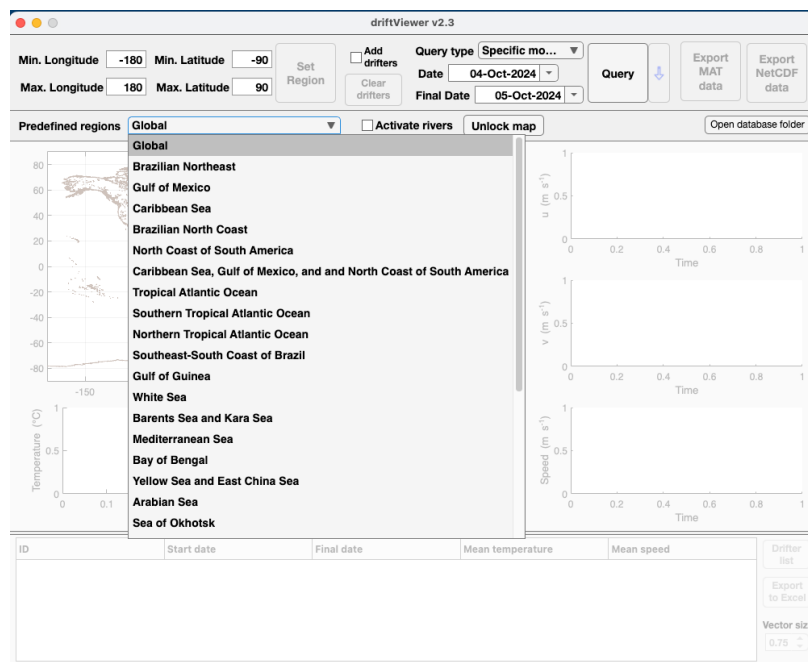 driftViewer v2.3
Min. Longitude -180 Min. Latitude -90
Max. Longitude 180 Max. Latitude 90
Set
Region
Add
drifters
Clear
drifters
Query type Specific mo...
Date 04-Oct-2024
Final Date 05-Oct-2024
Query
Export
MAT
data
Export
NetCDF
data
Predefined regions Global
Activate rivers
Unlock map
Open database folder
Global
Brazilian Northeast
Gulf of Mexico
Caribbean Sea
Brazilian North Coast
North Coast of South America
Caribbean Sea, Gulf of Mexico, and and North Coast of South America
Tropical Atlantic Ocean
Southern Tropical Atlantic Ocean
Northern Tropical Atlantic Ocean
Southeast-South Coast of Brazil
Gulf of Guinea
White Sea
Barents Sea and Kara Sea
Mediterranean Sea
Bay of Bengal
Yellow Sea and East China Sea
Arabian Sea
Sea of Okhotsk
80
60
40
20
0
-20
-40
-60
-80
-150
Temperature (°C)
1
0.5
0
0 0.1
u (m s⁻¹)
1
0.5
0
0 0.2 0.4 0.6 0.8 1
Time
v (m s⁻¹)
1
0.5
0
0 0.2 0.4 0.6 0.8 1
Time
Speed (m s⁻¹)
1
0.5
0
0 0.2 0.4 0.6 0.8 1
Time
ID Start date Final date Mean temperature Mean speed
Drifter
list
Export
to Excel
Vector siz
0.75